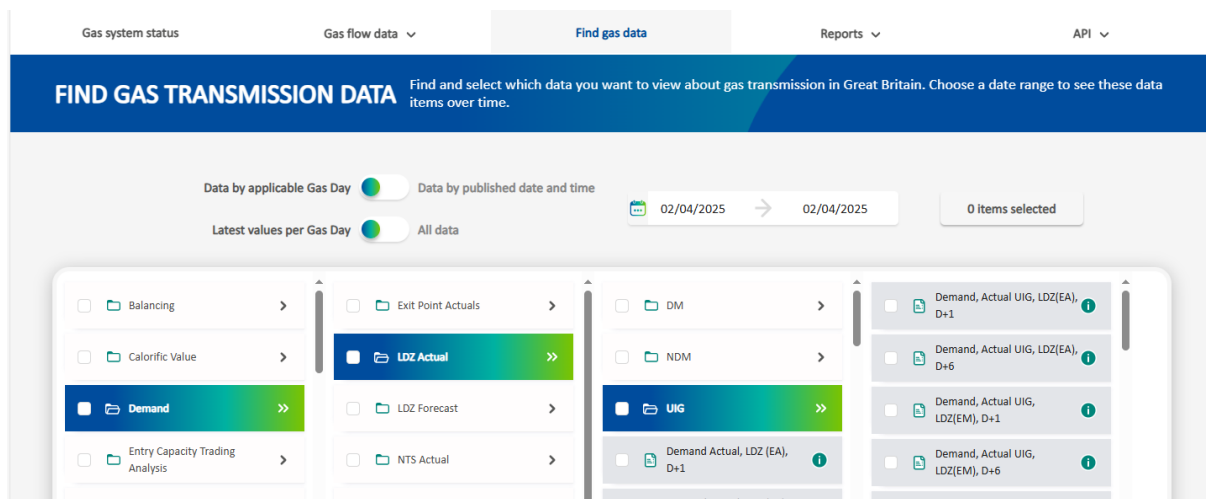 Gas system status
Gas flow data
Find gas data
Reports
API
FIND GAS TRANSMISSION DATA
Find and select which data you want to view about gas transmission in Great Britain. Choose a date range to see these data
items over time.
Data by applicable Gas Day
Data by published date and time
02/04/2025
02/04/2025
0 items selected
Latest values per Gas Day
All data
Balancing
Exit Point Actuals
DM
Demand, Actual UIG, LDZ(EA),
D+1
Calorific Value
LDZ Actual
NDM
Demand, Actual UIG, LDZ(EA),
D+6
Demand
LDZ Forecast
UIG
Demand, Actual UIG,
LDZ(EM), D+1
Entry Capacity Trading
Analysis
NTS Actual
Demand Actual, LDZ (EA),
D+1
Demand, Actual UIG,
LDZ(EM), D+6